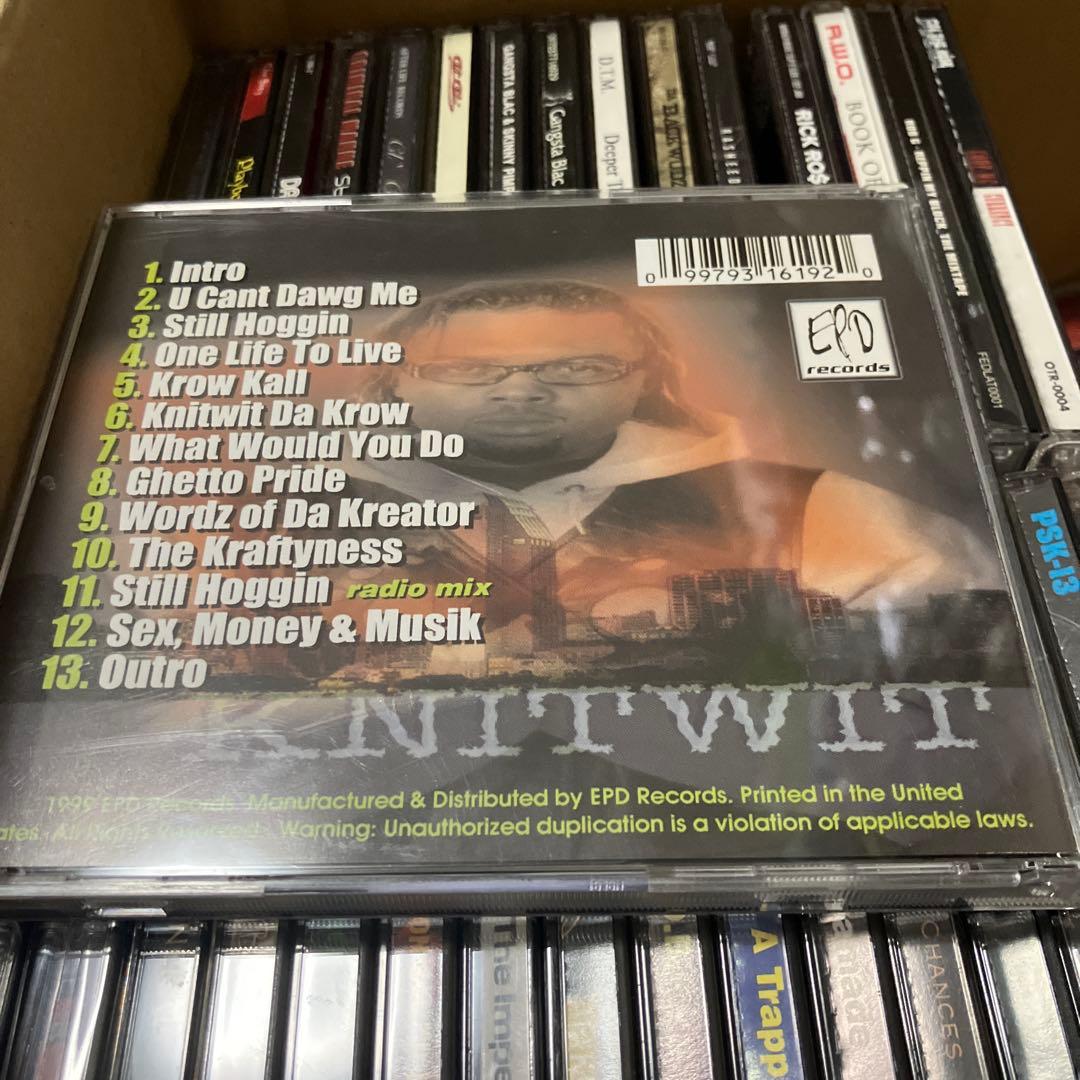 D.T.M.
Deeper
GANGSTA BLAC & SKINNY PIMP
Gangsta Blac
RICK
R.W.O.
BOOK
FEDLAT0001
OTR-0004
PSK-13
0 99793 16192 0
EPD
records
1. Intro
2. U Cant Dawg Me
3. Still Hoggin
4. One Life To Live
5. Krow Kall
6. Knitwit Da Krow
7. What Would You Do
8. Ghetto Pride
9. Wordz of Da Kreator
10. The Kraftyness
11. Still Hoggin radio mix
12. Sex, Money & Musik
13. Outro
KNITWIT
1999 EPD Records. Manufactured & Distributed by EPD Records. Printed in the United
ates. All Rights Reserved. Warning: Unauthorized duplication is a violation of applicable laws.
The Impe
A Trapp
CHANCES